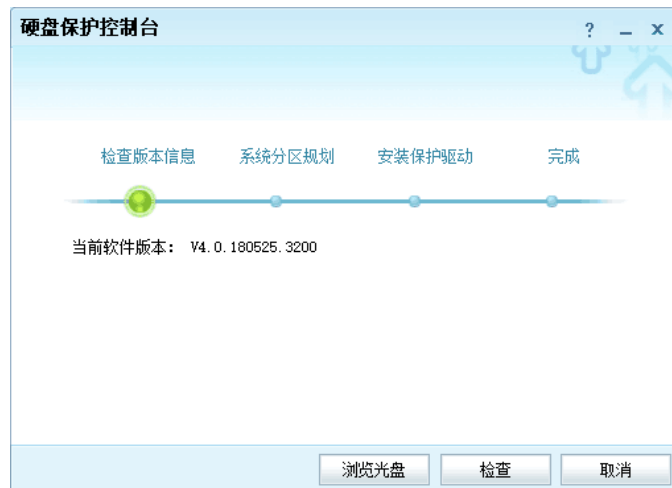 硬盘保护控制台
检查版本信息 系统分区规划 安装保护驱动 完成
当前软件版本： V4.0.180525.3200
浏览光盘 检查 取消